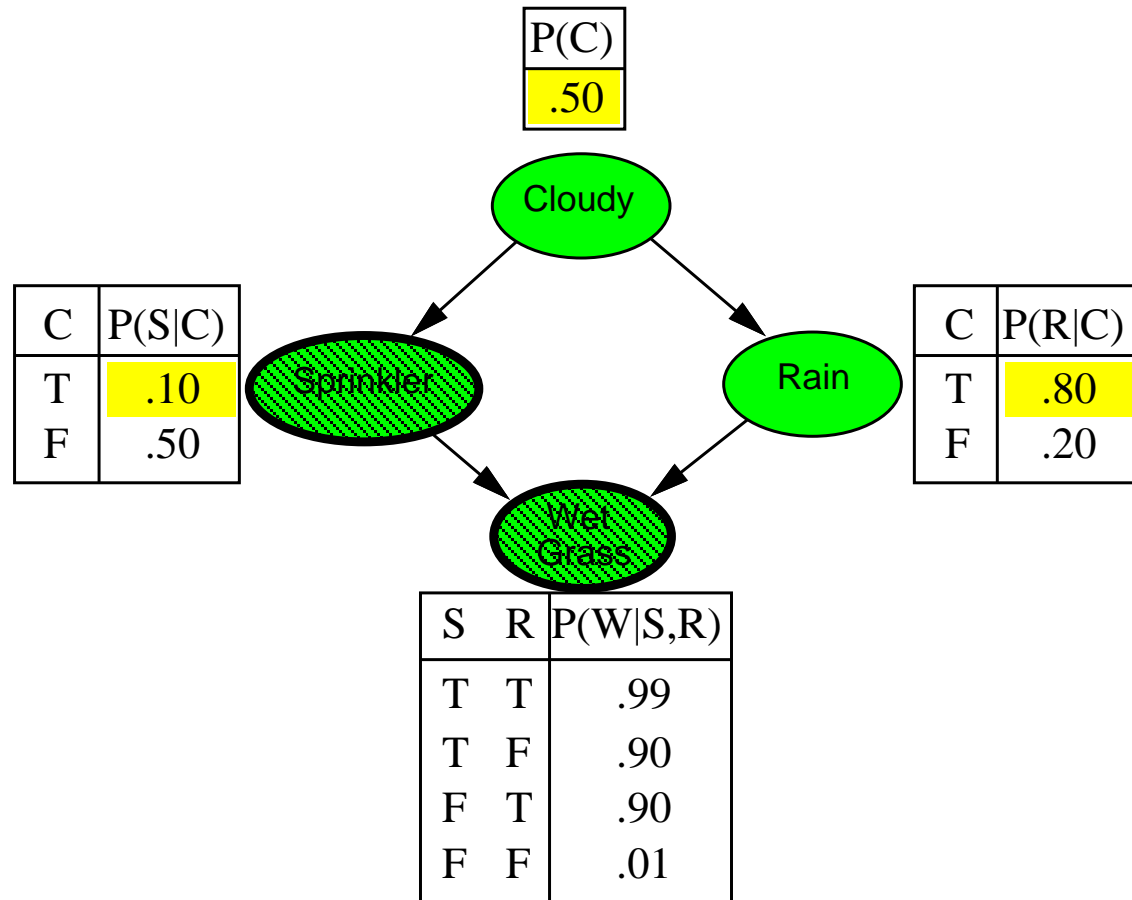 P(C)
.50
Cloudy
C P(S|C)
T .10
F .50
Sprinkler
Rain
C P(R|C)
T .80
F .20
Wet
Grass
S R P(W|S,R)
T T .99
T F .90
F T .90
F F .01